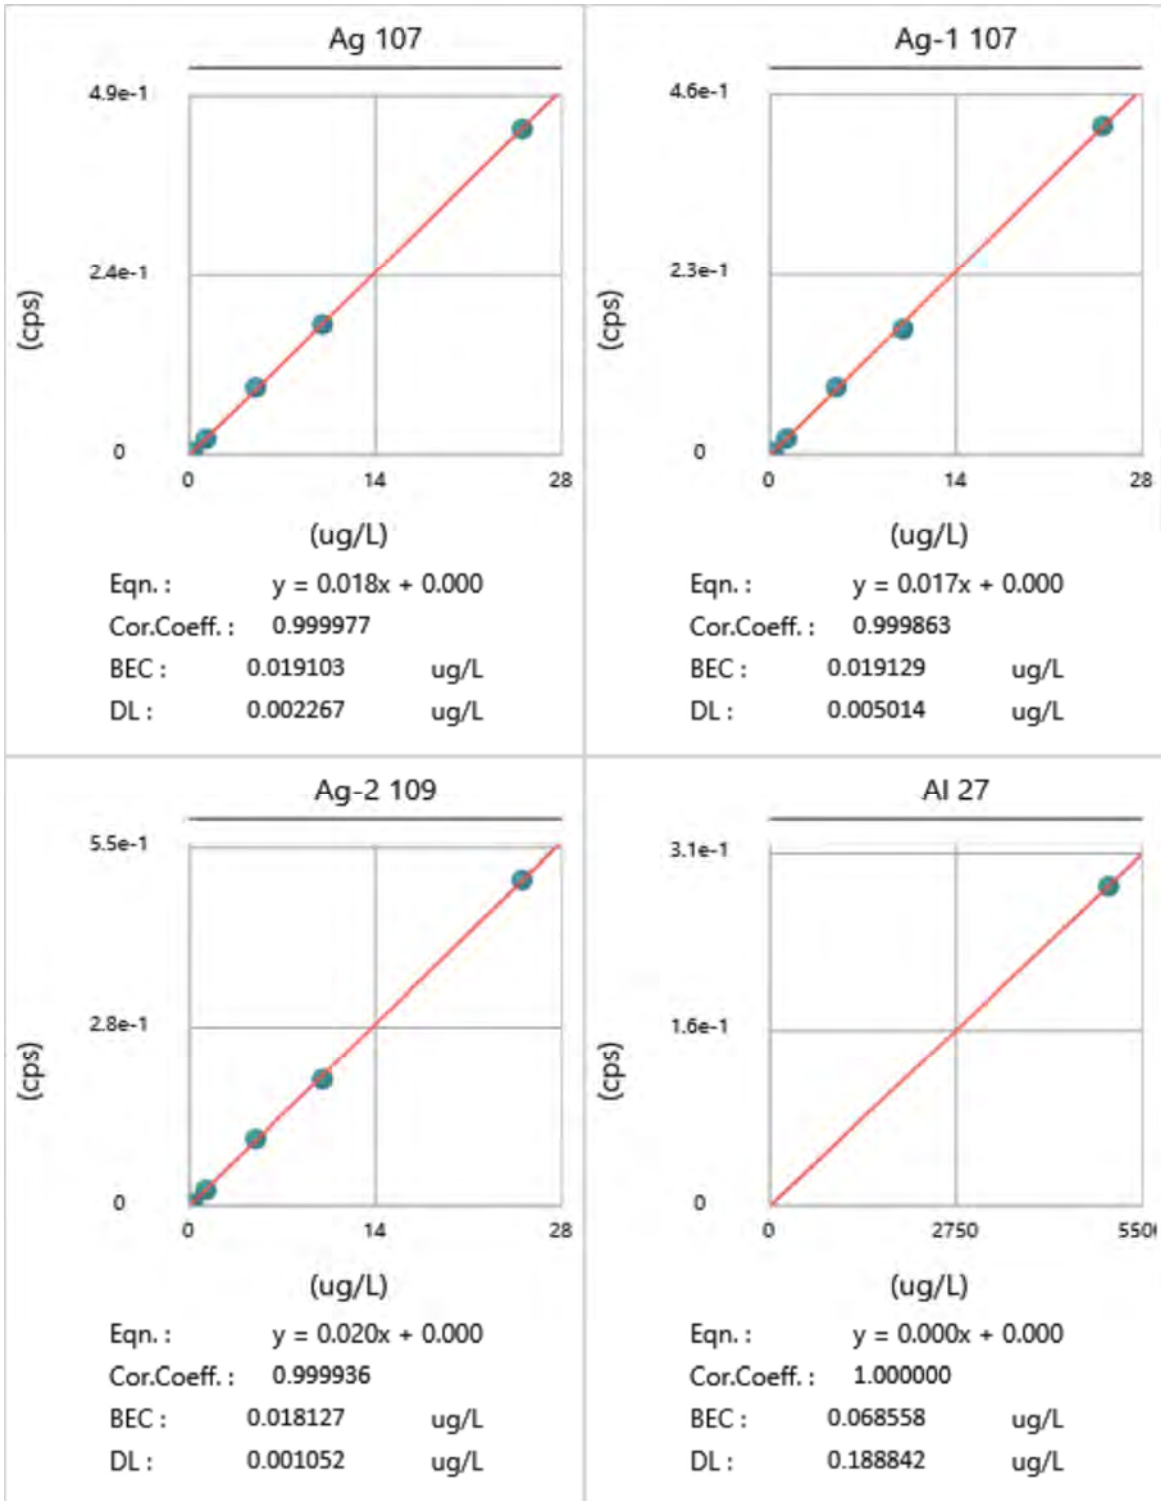 Ag 107
4.9e-1
2.4e-1
0
(cps)
0 14 28
(ug/L)
Eqn. : y = 0.018x + 0.000
Cor.Coeff. : 0.999977
BEC : 0.019103 ug/L
DL : 0.002267 ug/L
Ag-1 107
4.6e-1
2.3e-1
0
(cps)
0 14 28
(ug/L)
Eqn. : y = 0.017x + 0.000
Cor.Coeff. : 0.999863
BEC : 0.019129 ug/L
DL : 0.005014 ug/L
Ag-2 109
5.5e-1
2.8e-1
0
(cps)
0 14 28
(ug/L)
Eqn. : y = 0.020x + 0.000
Cor.Coeff. : 0.999936
BEC : 0.018127 ug/L
DL : 0.001052 ug/L
Al 27
3.1e-1
1.6e-1
0
(cps)
0 2750
(ug/L)
Eqn. : y = 0.000x + 0.000
Cor.Coeff. : 1.000000
BEC : 0.068558 ug/L
DL : 0.188842 ug/L